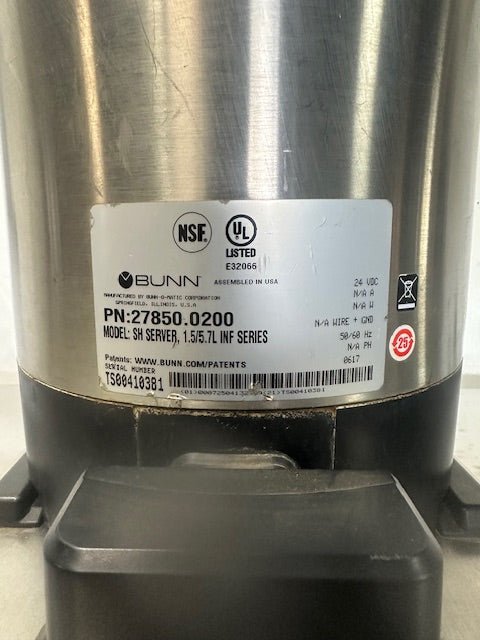 NSF.
UL
LISTED
E32066
BUNN
ASSEMBLED IN USA
MANUFACTURED BY BUNN-O-MATIC CORPORATION
SPRINGFIELD, ILLINOIS, U.S.A
PN:27850.0200
MODEL: SH SERVER, 1.5/5.7L INF SERIES
24 VDC
N/A A
N/A W
N/A WIRE + GND
50/60 Hz
N/A PH
0617
25
Patents: WWW.BUNN.COM/PATENTS
SERIAL NUMBER
TS00410381